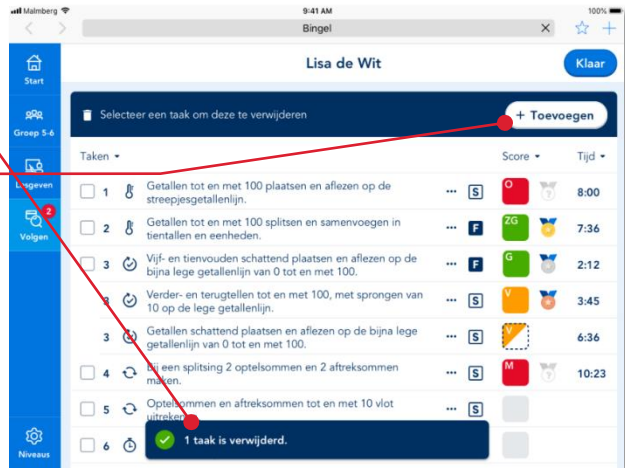 Malmberg 9:41 AM 100%
Bingel
Start
Lisa de Wit
Klaar
Groep 5-6
Selecteer een taak om deze te verwijderen
+ Toevoegen
Lesgeven
2
Volgen
Taken Score Tijd
1 Getallen tot en met 100 plaatsen en aflezen op de
streepjesgetallenlijn.
... S O ? 8:00
2 Getallen tot en met 100 splitsen en samenvoegen in
tientallen en eenheden.
... F ZG 7:36
3 Vijf- en tienvouden schattend plaatsen en aflezen op de
bijna lege getallenlijn van 0 tot en met 100.
... F G 2:12
3 Verder- en terugtellen tot en met 100, met sprongen van
10 op de lege getallenlijn.
... S V 3:45
3 Getallen schattend plaatsen en aflezen op de bijna lege
getallenlijn van 0 tot en met 100.
... S V 6:36
4 Bij een splitsing 2 optelsommen en 2 aftreksommen
maken.
... S M ? 10:23
5 Optelsommen en aftreksommen tot en met 10 vlot
uitreken
... S
6
1 taak is verwijderd.
Niveaus